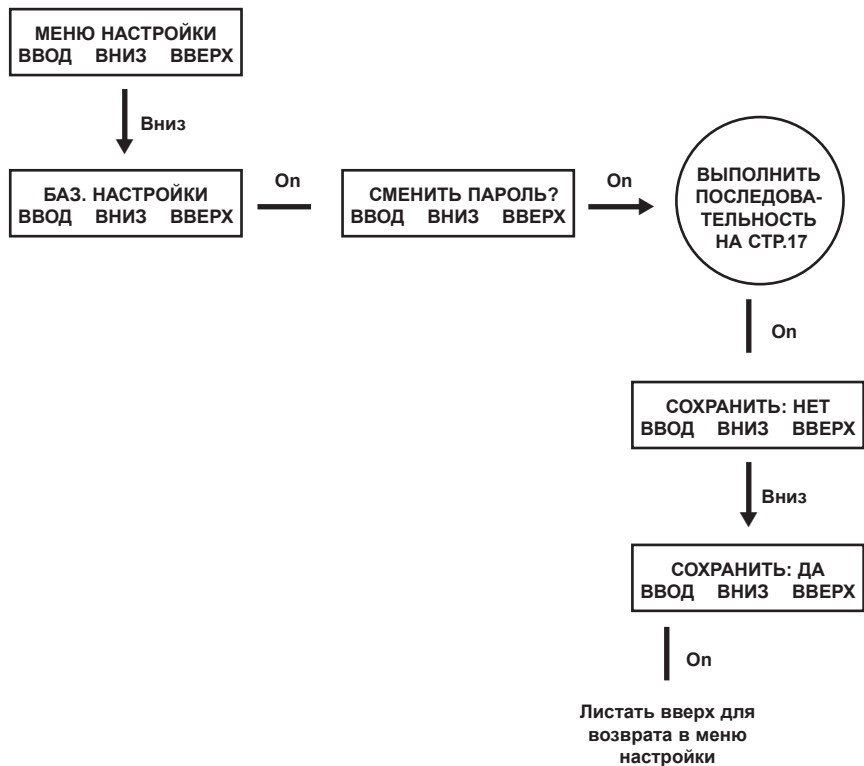 МЕНЮ НАСТРОЙКИ
ВВОД ВНИЗ ВВЕРХ
Вниз
БАЗ. НАСТРОЙКИ
ВВОД ВНИЗ ВВЕРХ
On
СМЕНИТЬ ПАРОЛЬ?
ВВОД ВНИЗ ВВЕРХ
On
ВЫПОЛНИТЬ
ПОСЛЕДОВА-
ТЕЛЬНОСТЬ
НА СТР.17
On
СОХРАНИТЬ: НЕТ
ВВОД ВНИЗ ВВЕРХ
Вниз
СОХРАНИТЬ: ДА
ВВОД ВНИЗ ВВЕРХ
On
Листать вверх для
возврата в меню
настройки